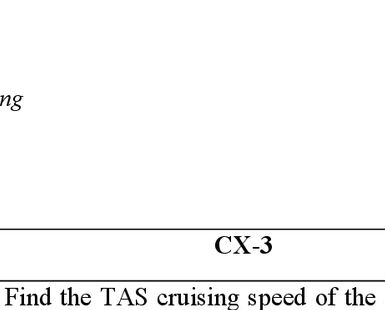 ng
CX-3
Find the TAS cruising speed of the